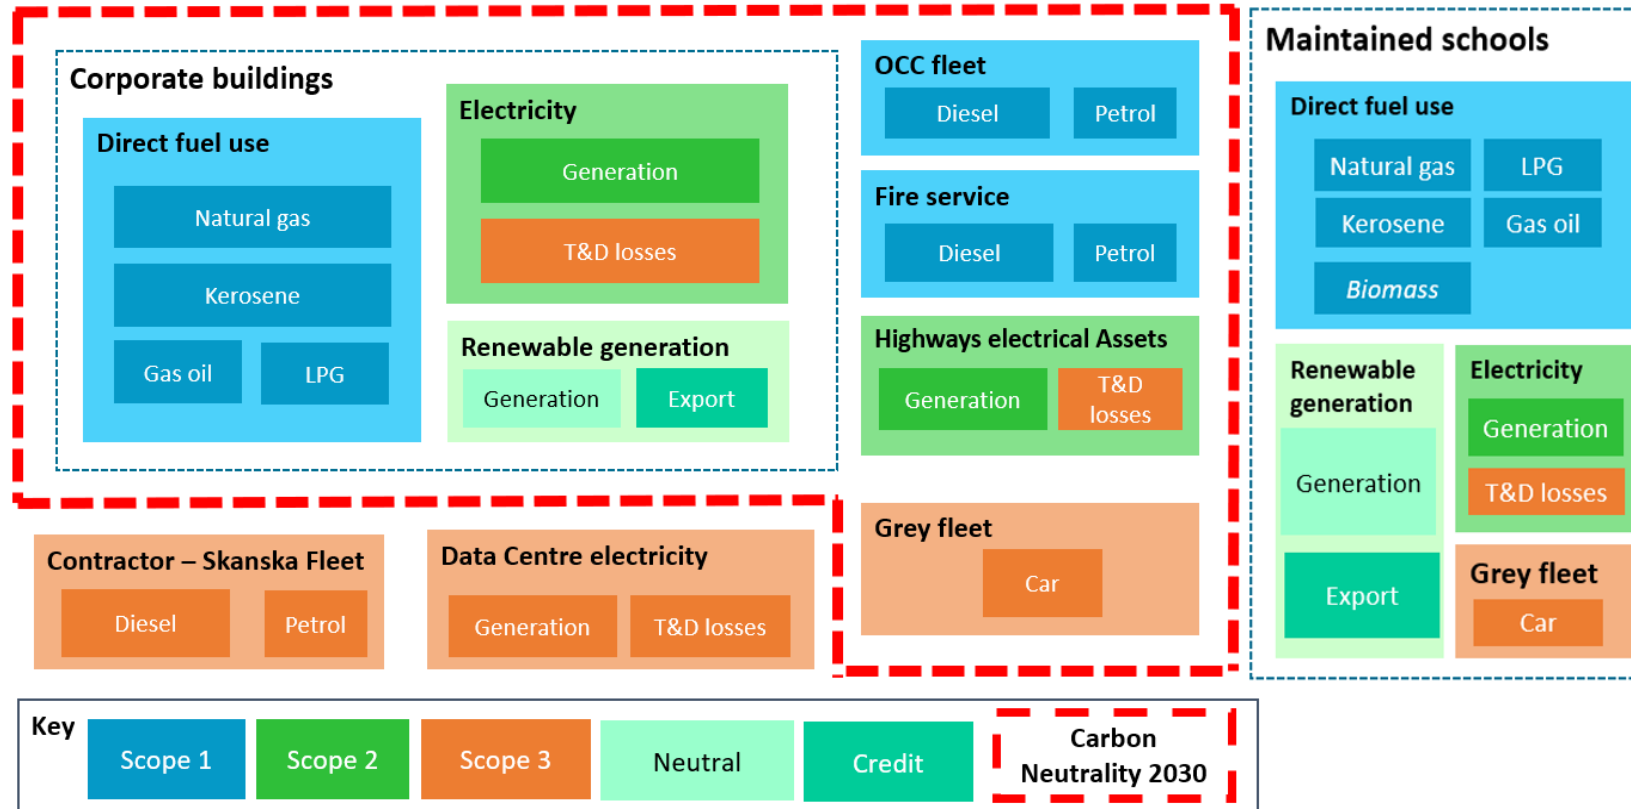 Corporate buildings
Direct fuel use
Natural gas
Kerosene
Gas oil
LPG
Electricity
Generation
T&D losses
Renewable generation
Generation
Export
OCC fleet
Diesel
Petrol
Fire service
Diesel
Petrol
Highways electrical Assets
Generation
T&D
losses
Grey fleet
Car
Contractor – Skanska Fleet
Diesel
Petrol
Data Centre electricity
Generation
T&D losses
Maintained schools
Direct fuel use
Natural gas
LPG
Kerosene
Gas oil
Biomass
Renewable
generation
Generation
Export
Electricity
Generation
T&D losses
Grey fleet
Car
Key
Scope 1
Scope 2
Scope 3
Neutral
Credit
Carbon
Neutrality 2030